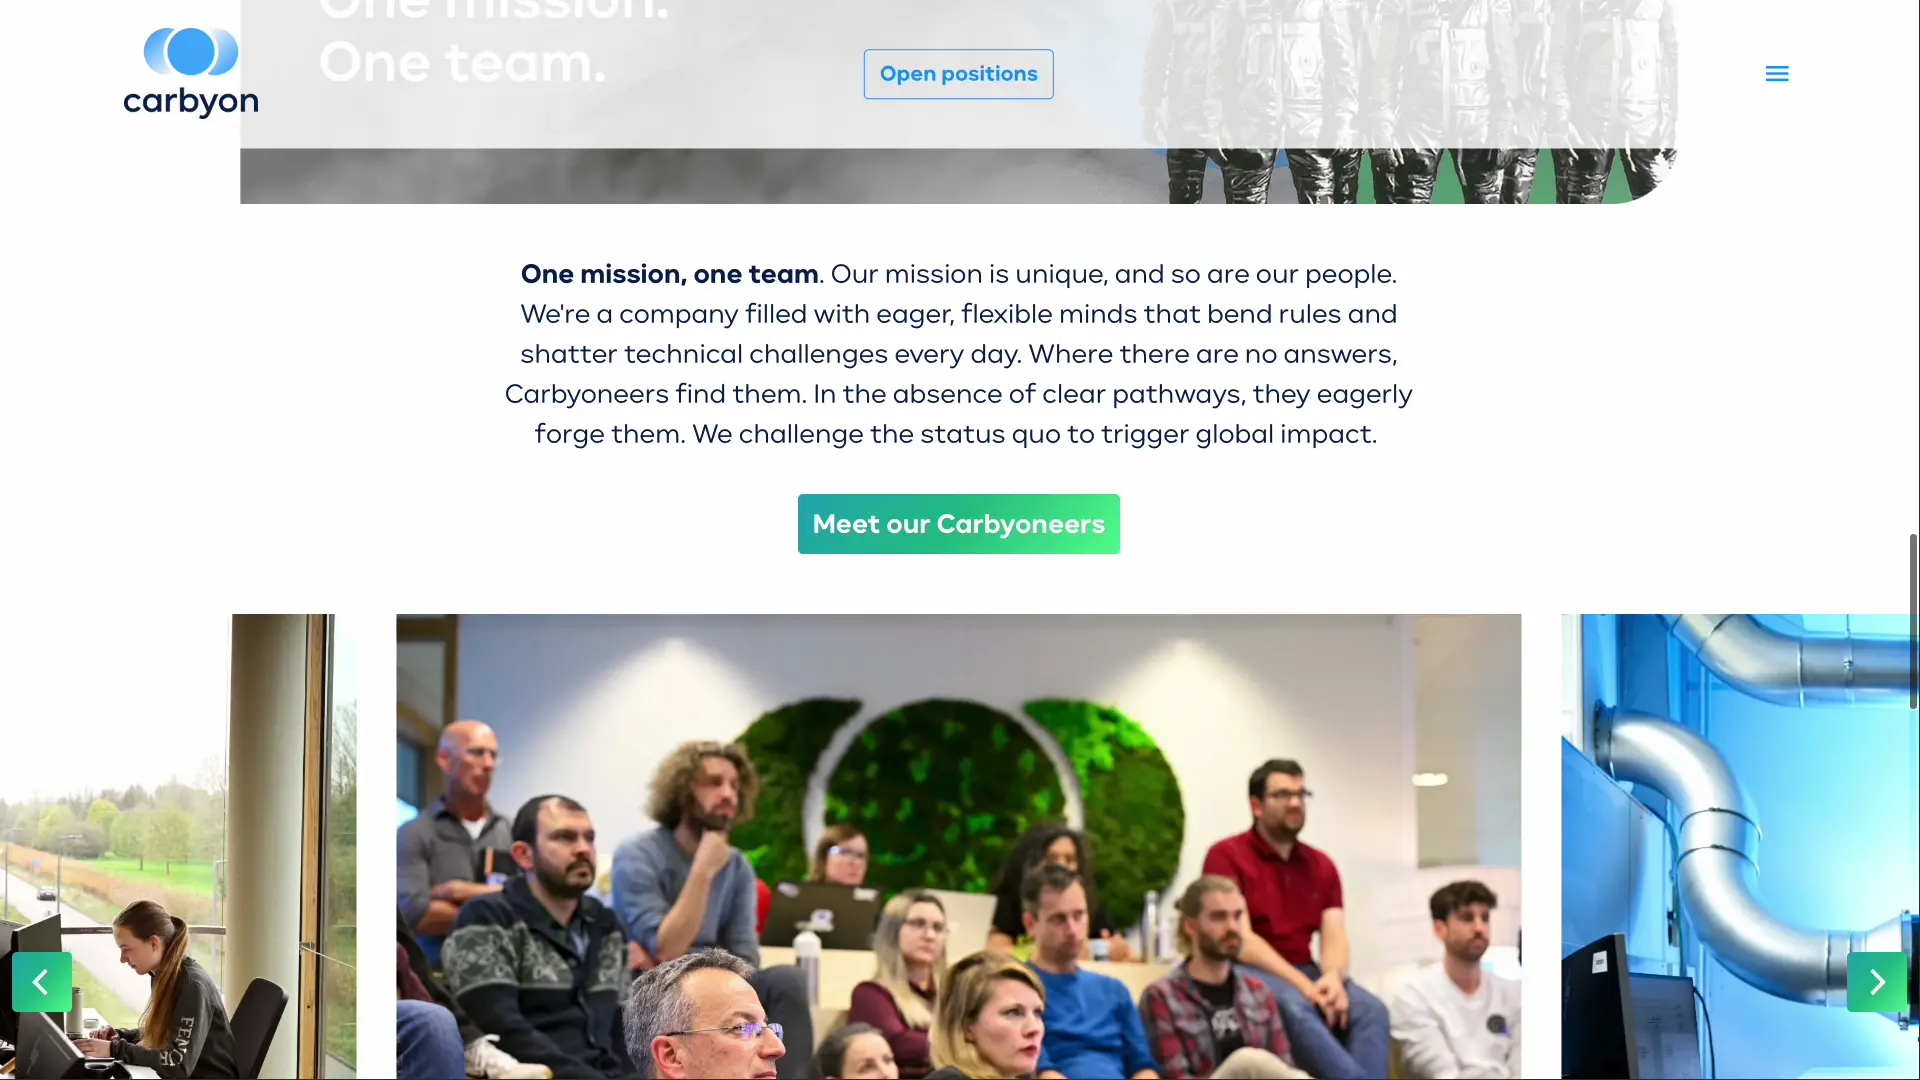 One mission.
One team.
carbyon
Open positions
One mission, one team. Our mission is unique, and so are our people.
We're a company filled with eager, flexible minds that bend rules and
shatter technical challenges every day. Where there are no answers,
Carbyoneers find them. In the absence of clear pathways, they eagerly
forge them. We challenge the status quo to trigger global impact.
Meet our Carbyoneers